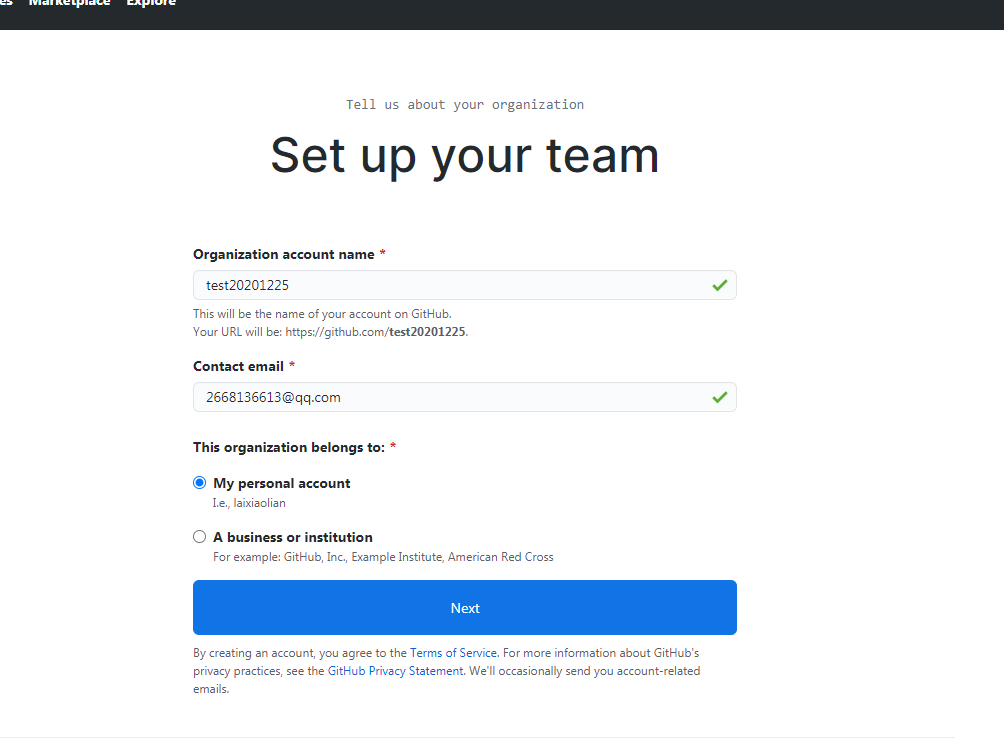 es Marketplace Explore
Tell us about your organization
Set up your team
Organization account name *
test20201225
This will be the name of your account on GitHub.
Your URL will be: https://github.com/test20201225.
Contact email *
2668136613@qq.com
This organization belongs to: *
My personal account
I.e., laixiaolian
A business or institution
For example: GitHub, Inc., Example Institute, American Red Cross
Next
By creating an account, you agree to the Terms of Service. For more information about GitHub's
privacy practices, see the GitHub Privacy Statement. We'll occasionally send you account-related
emails.